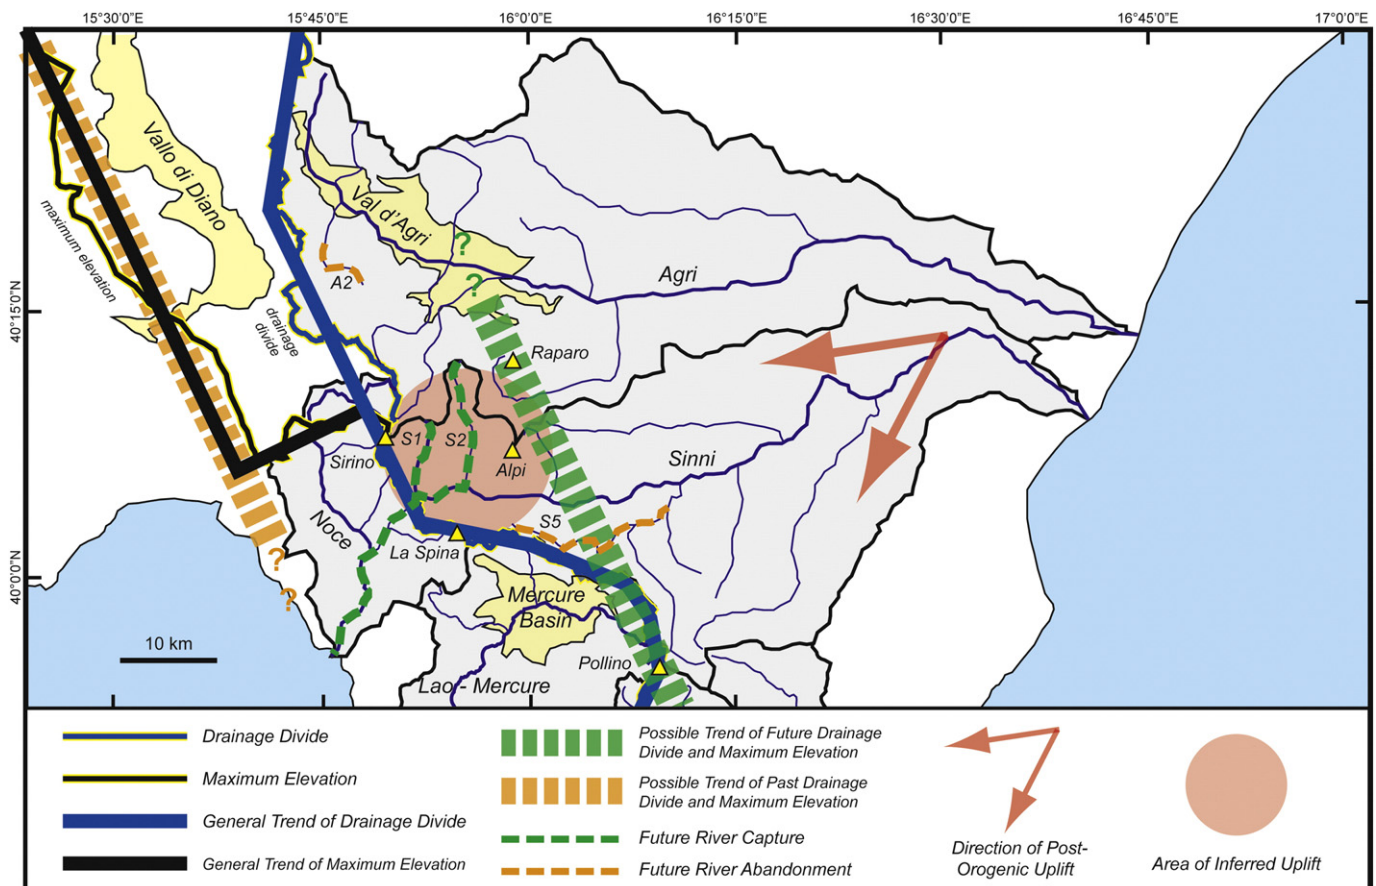 15°30'0"E
15°45'0"E
16°0'0"E
16°15'0"E
16°30'0"E
16°45'0"E
17°0'0"E
40°15'0"N
40°0'0"N
Vallo di Diano
maximum elevation
Val d'Agri
?
?
A2
Agri
drainage
divide
Raparo
S1
S2
Sirino
Alpi
Sinni
Noce
S5
La Spina
?
?
Mercure
Basin
10 km
Pollino
Lao - Mercure
Drainage Divide
Maximum Elevation
General Trend of Drainage Divide
General Trend of Maximum Elevation
Possible Trend of Future Drainage
Divide and Maximum Elevation
Possible Trend of Past Drainage
Divide and Maximum Elevation
Future River Capture
Future River Abandonment
Direction of Post-
Orogenic Uplift
Area of Inferred Uplift